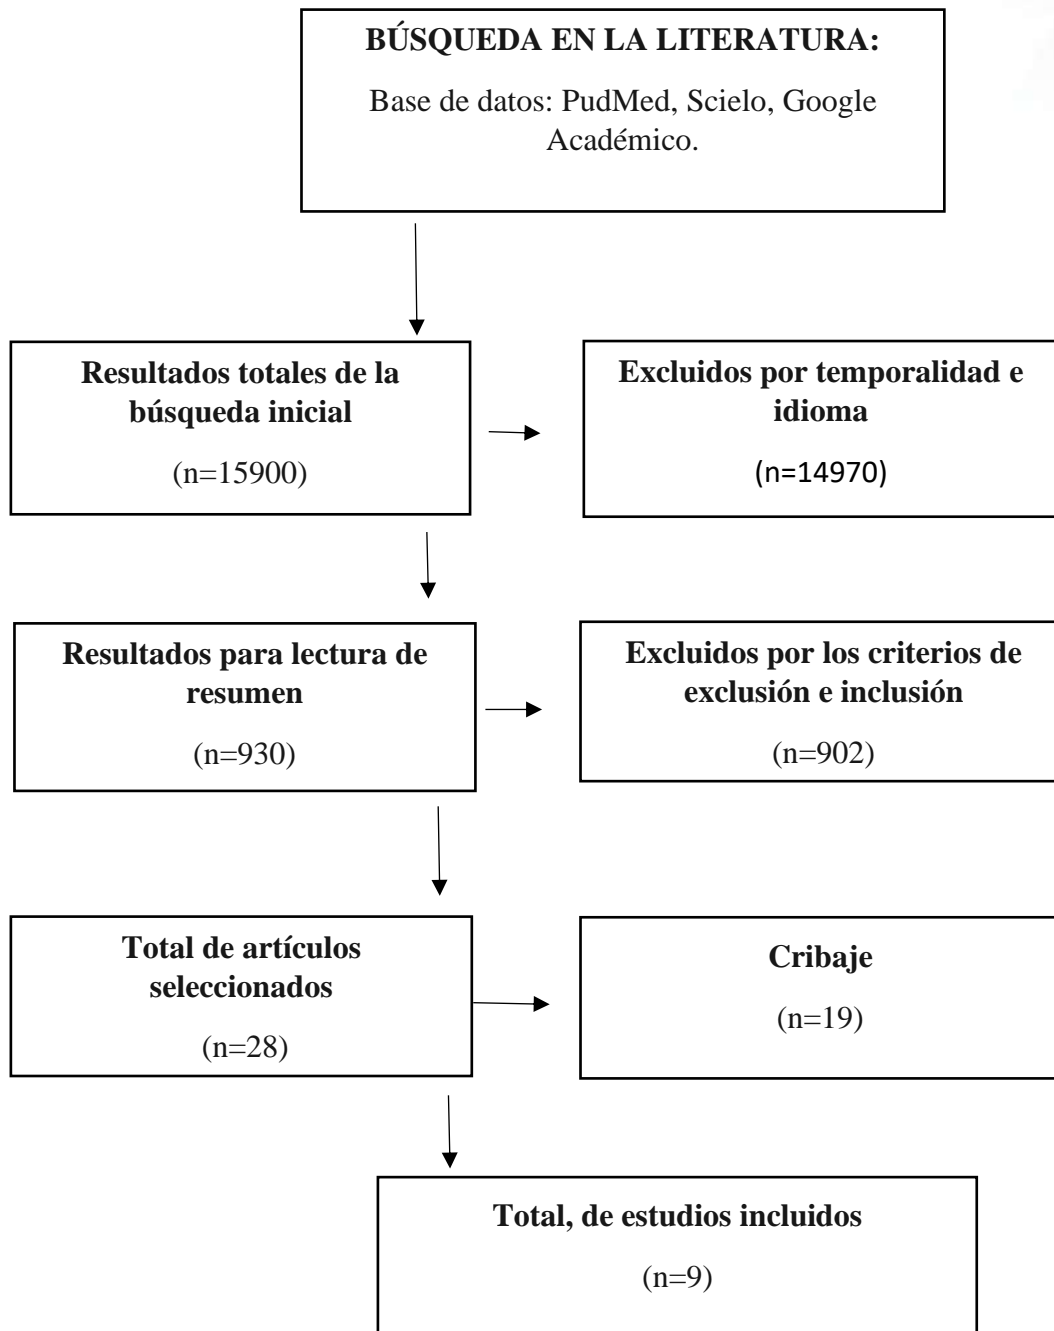 BÚSQUEDA EN LA LITERATURA:
Base de datos: PudMed, Scielo, Google
Académico.
Resultados totales de la
búsqueda inicial
(n=15900)
Excluidos por temporalidad e
idioma
(n=14970)
Resultados para lectura de
resumen
(n=930)
Excluidos por los criterios de
exclusión e inclusión
(n=902)
Total de artículos
seleccionados
(n=28)
Cribaje
(n=19)
Total, de estudios incluidos
(n=9)